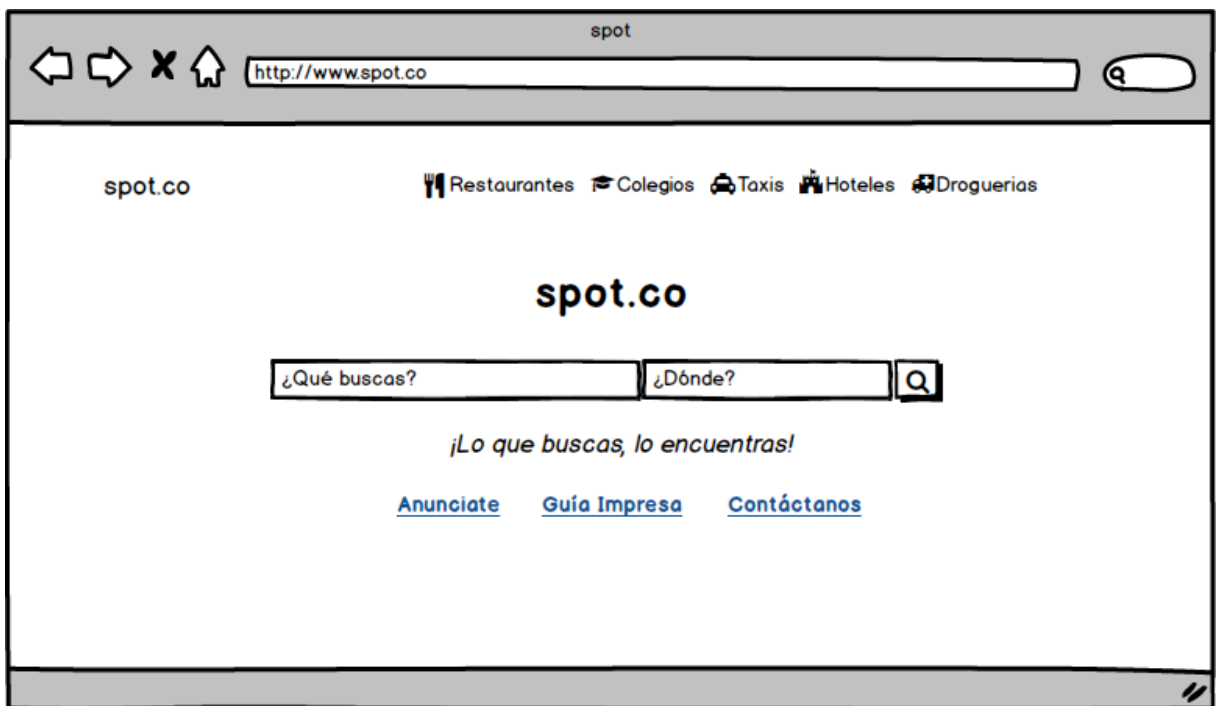 spot
http://www.spot.co
spot.co
Restaurantes Colegios Taxis Hoteles Droguerias
spot.co
¿Qué buscas? ¿Dónde?
¡Lo que buscas, lo encuentras!
Anunciate Guía Impresa Contáctanos